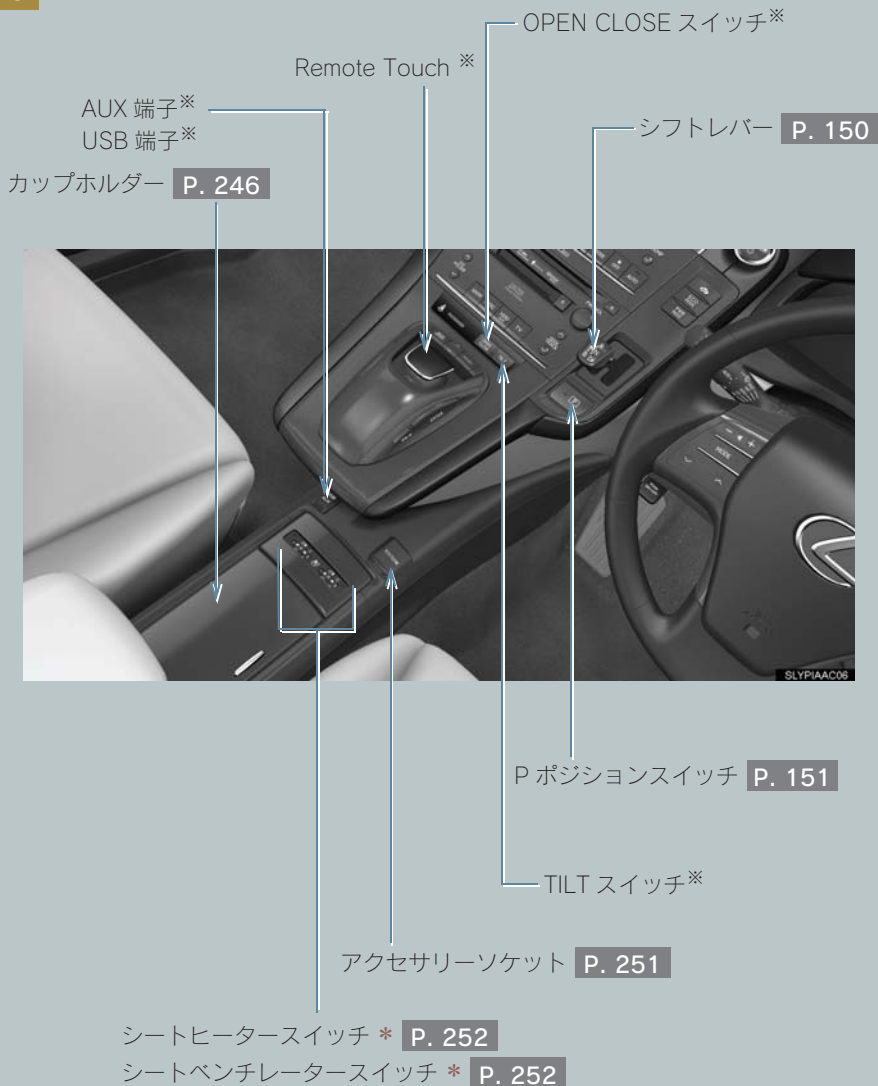 OPEN CLOSE スイッチ※
Remote Touch ※
AUX 端子※
USB 端子※
シフトレバー P. 150
カップホルダー P. 246
MODE
SLYPIAAC06
P ポジションスイッチ P. 151
TILT スイッチ※
アクセサリーソケット P. 251
シートヒータースイッチ * P. 252
シートベンチレータースイッチ * P. 252